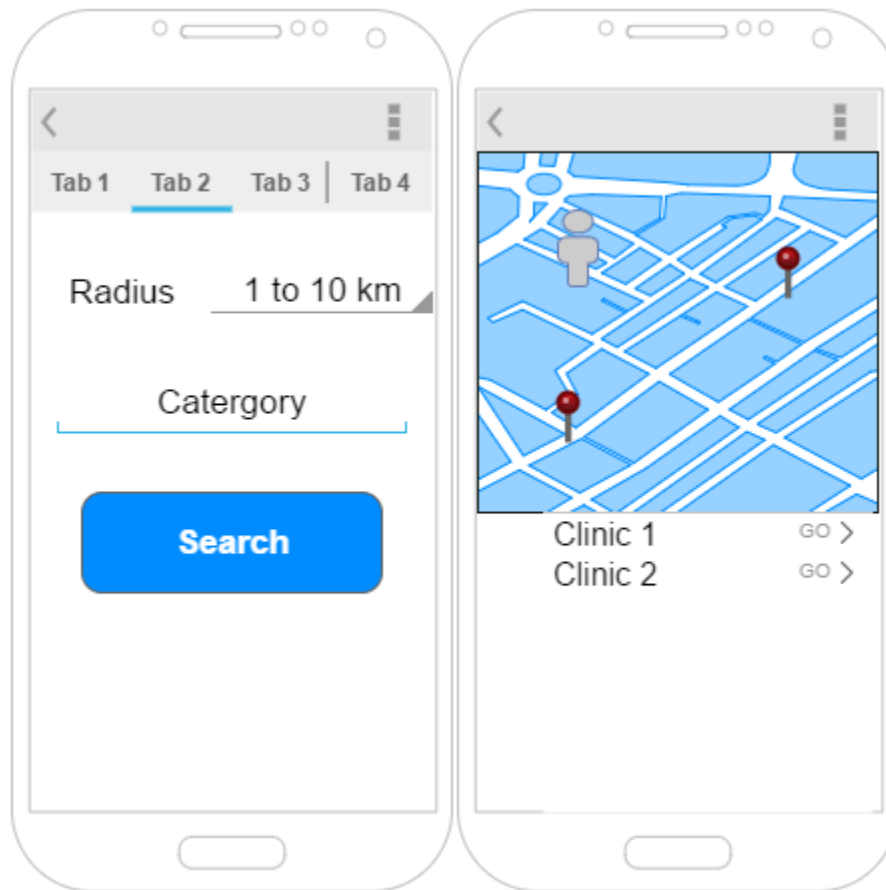 Tab 1 Tab 2 Tab 3 Tab 4
Radius 1 to 10 km
Catergory
Search
Clinic 1 GO
Clinic 2 GO